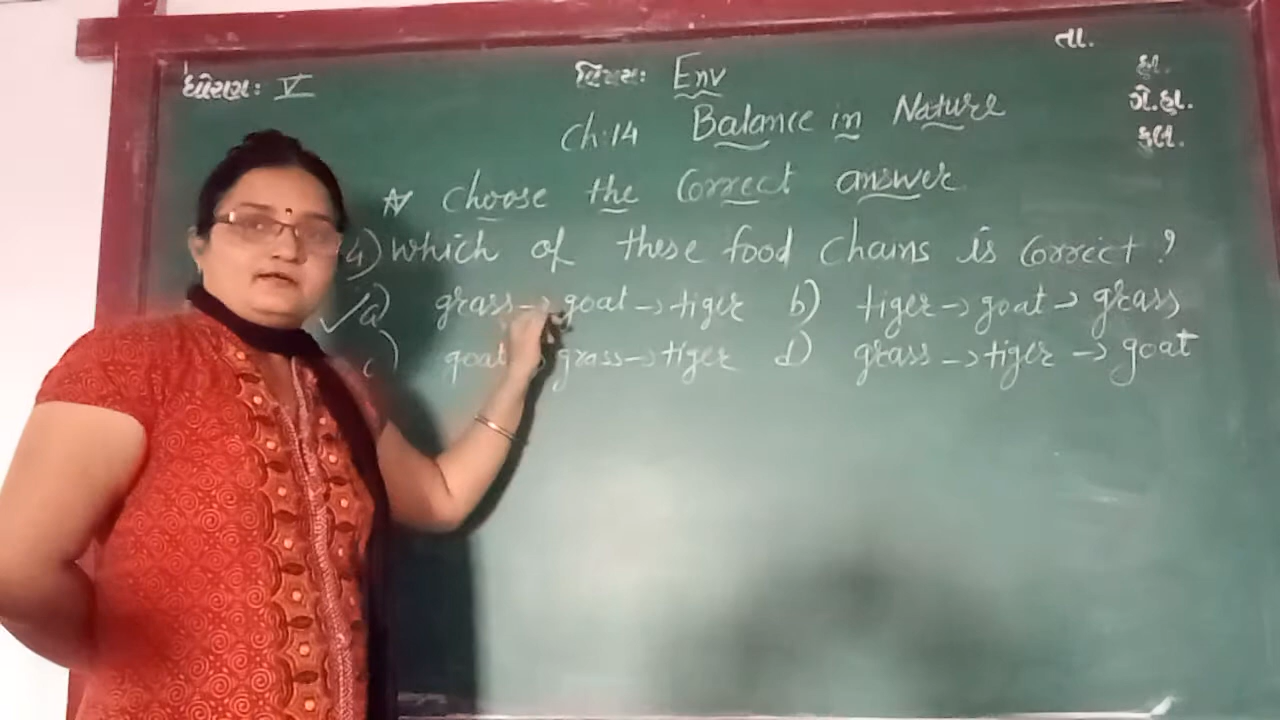 ધોરણ: V વિષય: Env તા.
હા.
Ch:14 Balance in Nature ગે.હા.
કુલ.
☆ choose the Correct answer
4) which of these food chains is Correct ?
✓a) grass → goat → tiger b) tiger → goat → grass
c) goat → grass → tiger d) grass → tiger → goat